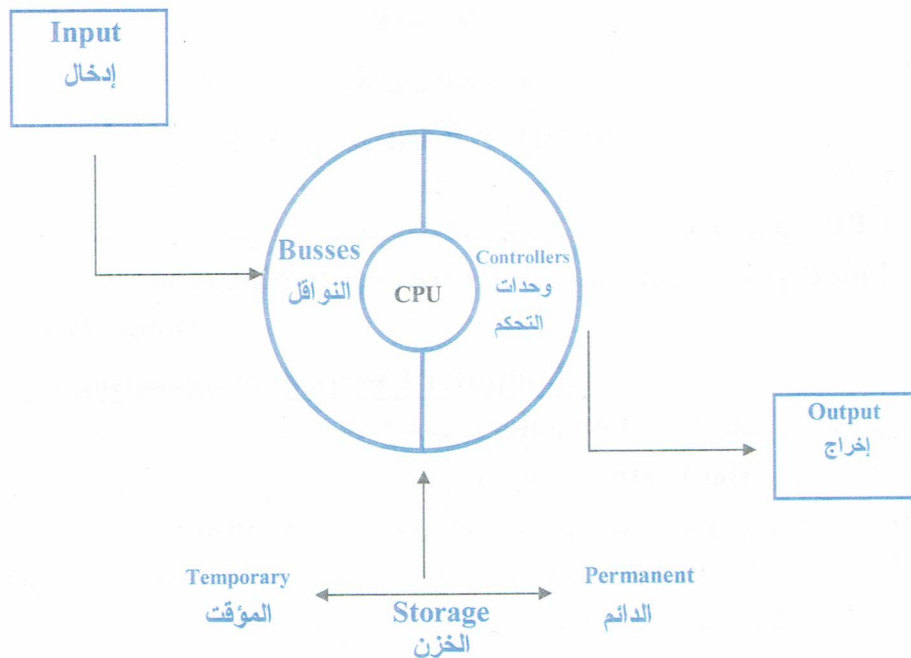 Input
إدخال
Busses
النواقل
CPU
Controllers
وحدات
التحكم
Output
إخراج
Temporary
المؤقت
Storage
الخزن
Permanent
الدائم